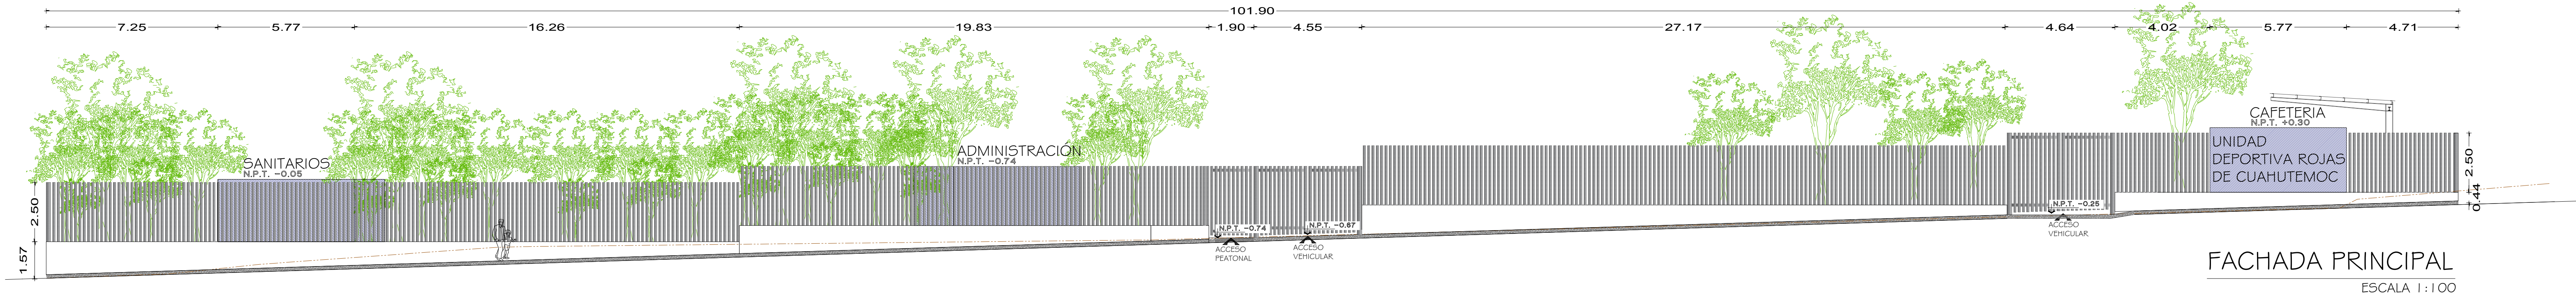 101.90
7.25 5.77 16.26 19.83 1.90 4.55 27.17 4.64 4.02 5.77 4.71
SANITARIOS
N.P.T. -0.05
ADMINISTRACIÓN
N.P.T. -0.74
CAFETERIA
N.P.T. +0.30
UNIDAD
DEPORTIVA ROJAS
DE CUAHUTEMOC
2.50
1.57
2.50
0.44
N.P.T. -0.74
N.P.T. -0.67
N.P.T. -0.25
ACCESO
PEATONAL
ACCESO
VEHICULAR
ACCESO
VEHICULAR
FACHADA PRINCIPAL
ESCALA 1:100